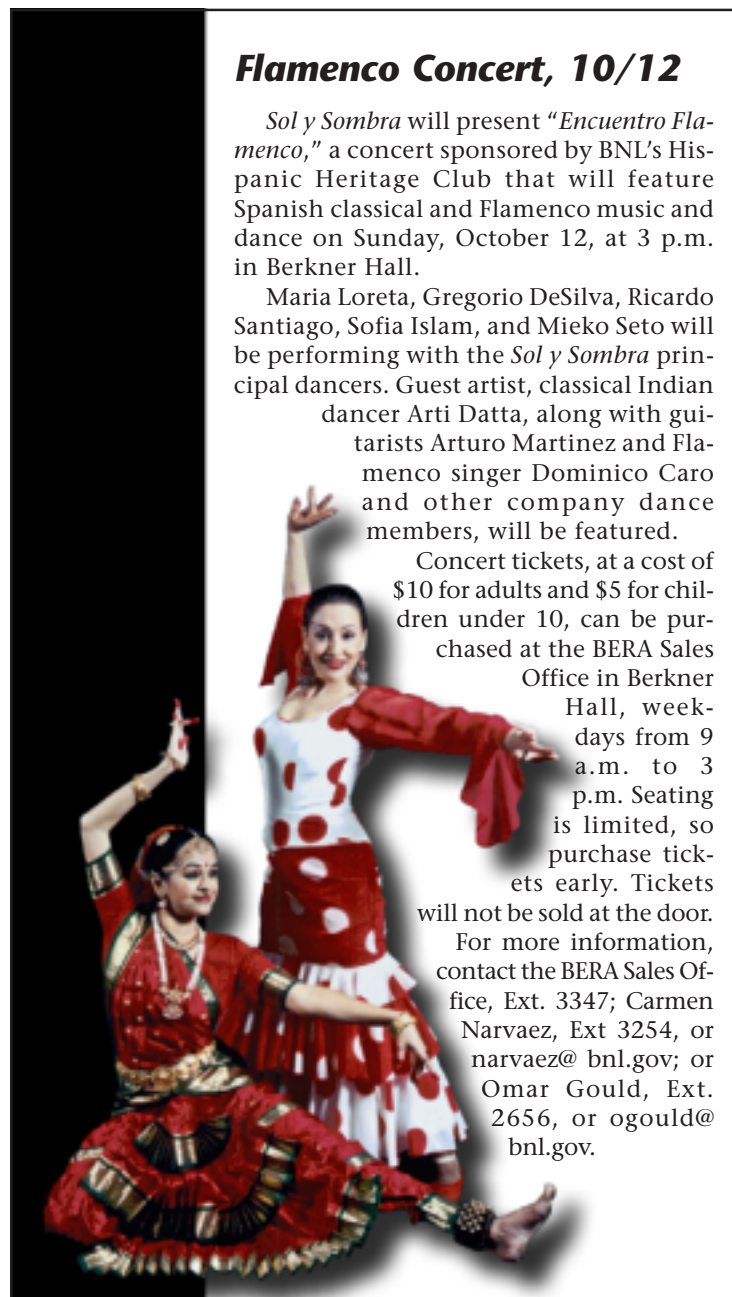 Flamenco Concert, 10/12
Sol y Sombra will present “Encuentro Fla-
menco,” a concert sponsored by BNL’s His-
panic Heritage Club that will feature
Spanish classical and Flamenco music and
dance on Sunday, October 12, at 3 p.m.
in Berkner Hall.
Maria Loreta, Gregorio DeSilva, Ricardo
Santiago, Sofia Islam, and Mieko Seto will
be performing with the Sol y Sombra prin-
cipal dancers. Guest artist, classical Indian
dancer Arti Datta, along with gui-
tarists Arturo Martinez and Fla-
menco singer Dominico Caro
and other company dance
members, will be featured.
Concert tickets, at a cost of
$10 for adults and $5 for chil-
dren under 10, can be pur-
chased at the BERA Sales
Office in Berkner
Hall, week-
days from 9
a.m. to 3
p.m. Seating
is limited, so
purchase tick-
ets early. Tickets
will not be sold at the door.
For more information,
contact the BERA Sales Of-
fice, Ext. 3347; Carmen
Narvaez, Ext 3254, or
narvaez@ bnl.gov; or
Omar Gould, Ext.
2656, or ogould@
bnl.gov.